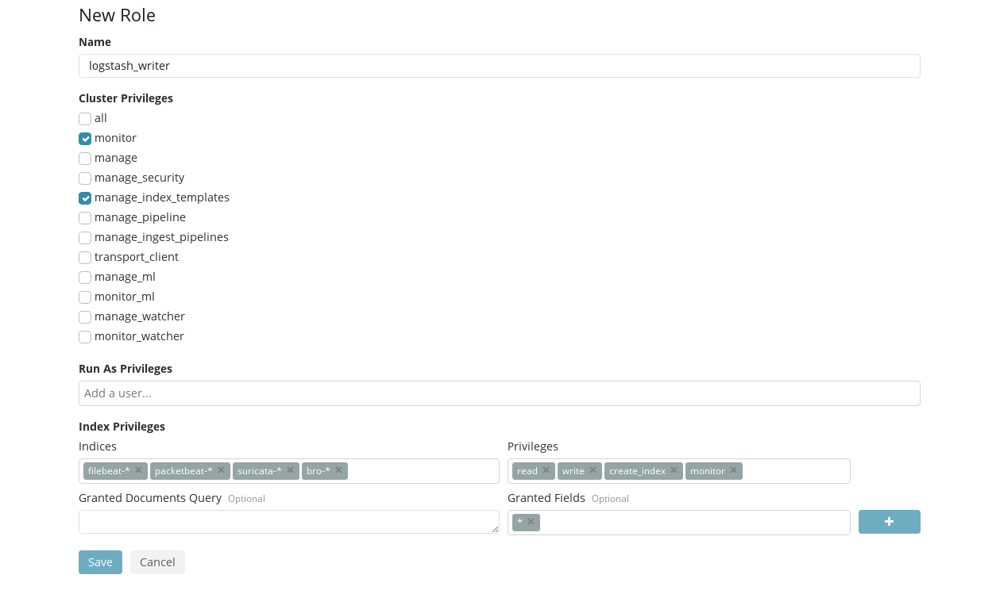 New Role
Name
logstash_writer
Cluster Privileges
all
monitor
manage
manage_security
manage_index_templates
manage_pipeline
manage_ingest_pipelines
transport_client
manage_ml
monitor_ml
manage_watcher
monitor_watcher
Run As Privileges
Add a user...
Index Privileges
Indices Privileges
filebeat-* × packetbeat-* × suricata-* × bro-* × read × write × create_index × monitor ×
Granted Documents Query Optional Granted Fields Optional
* × +
Save Cancel